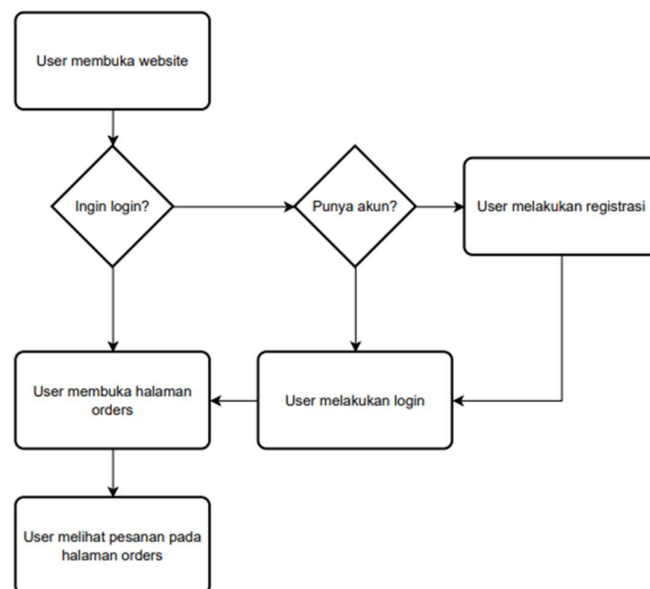 User membuka website
Ingin login?
Punya akun?
User melakukan registrasi
User membuka halaman
orders
User melakukan login
User melihat pesanan pada
halaman orders